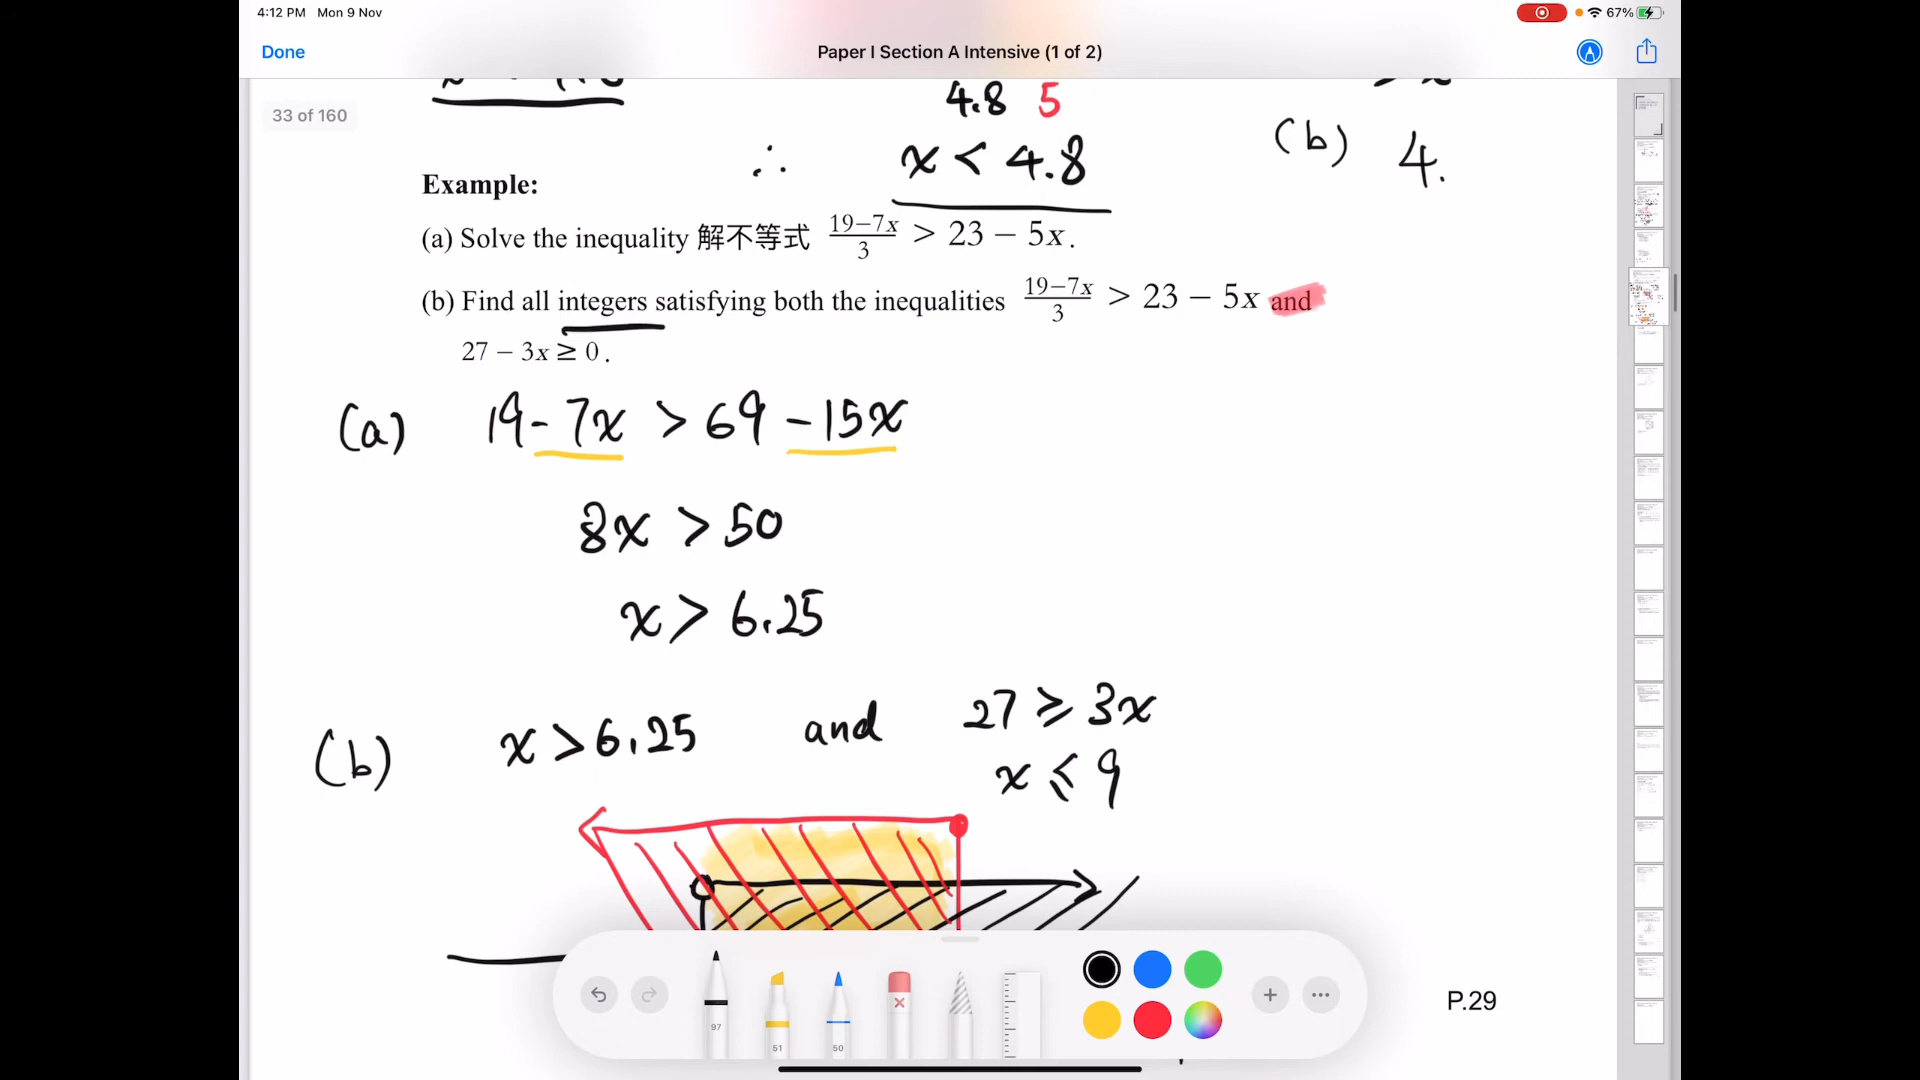 4:12 PM Mon 9 Nov
67%
Done
Paper I Section A Intensive (1 of 2)
33 of 160
4.8 5
∴ x < 4.8
(b) 4.
Example:
(a) Solve the inequality 解不等式 (19−7x)/3 > 23 − 5x.
(b) Find all integers satisfying both the inequalities (19−7x)/3 > 23 − 5x and
27 − 3x ≥ 0.
(a) 19 - 7x > 69 - 15x
8x > 50
x > 6.25
(b) x > 6.25 and 27 ≥ 3x
x ≤ 9
97
51
50
P.29